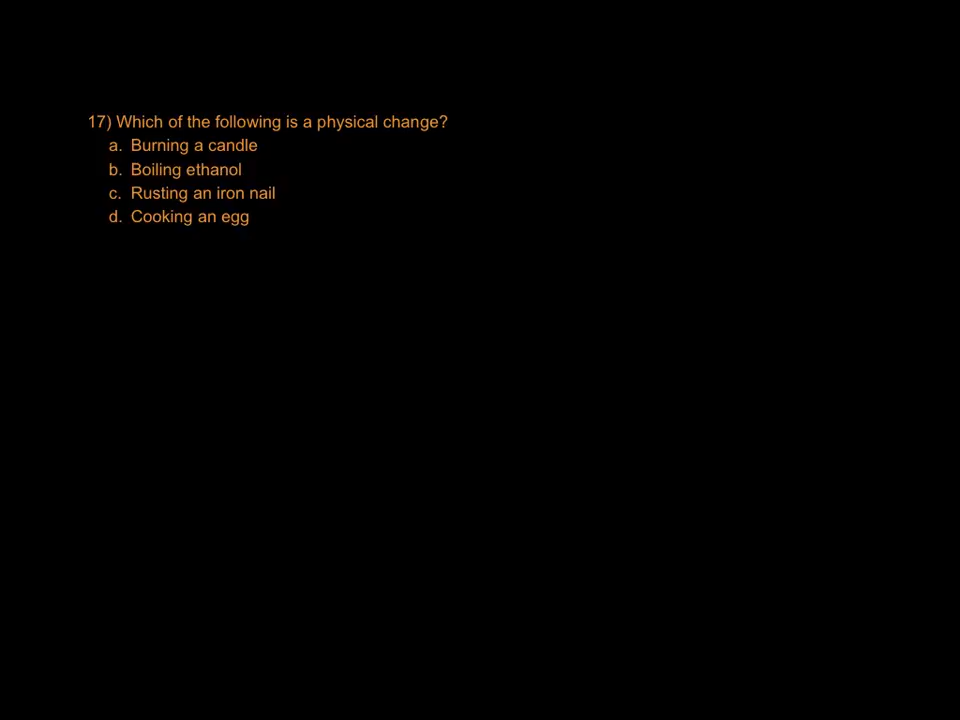 17) Which of the following is a physical change?
a. Burning a candle
b. Boiling ethanol
c. Rusting an iron nail
d. Cooking an egg